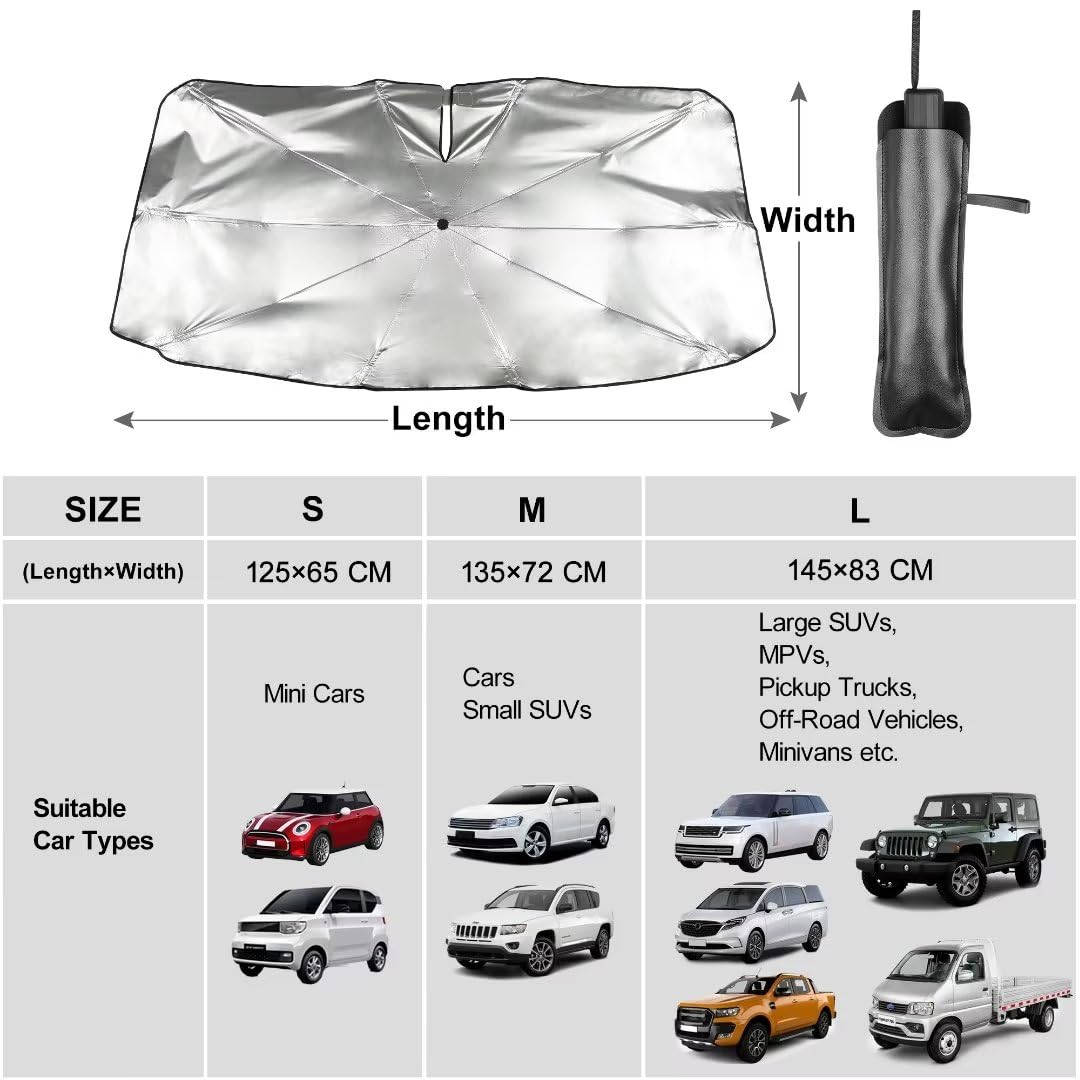 Width
Length
SIZE
S
M
L
(Length×Width)
125×65 CM
135×72 CM
145×83 CM
Suitable
Car Types
Mini Cars
Cars
Small SUVs
Large SUVs,
MPVs,
Pickup Trucks,
Off-Road Vehicles,
Minivans etc.